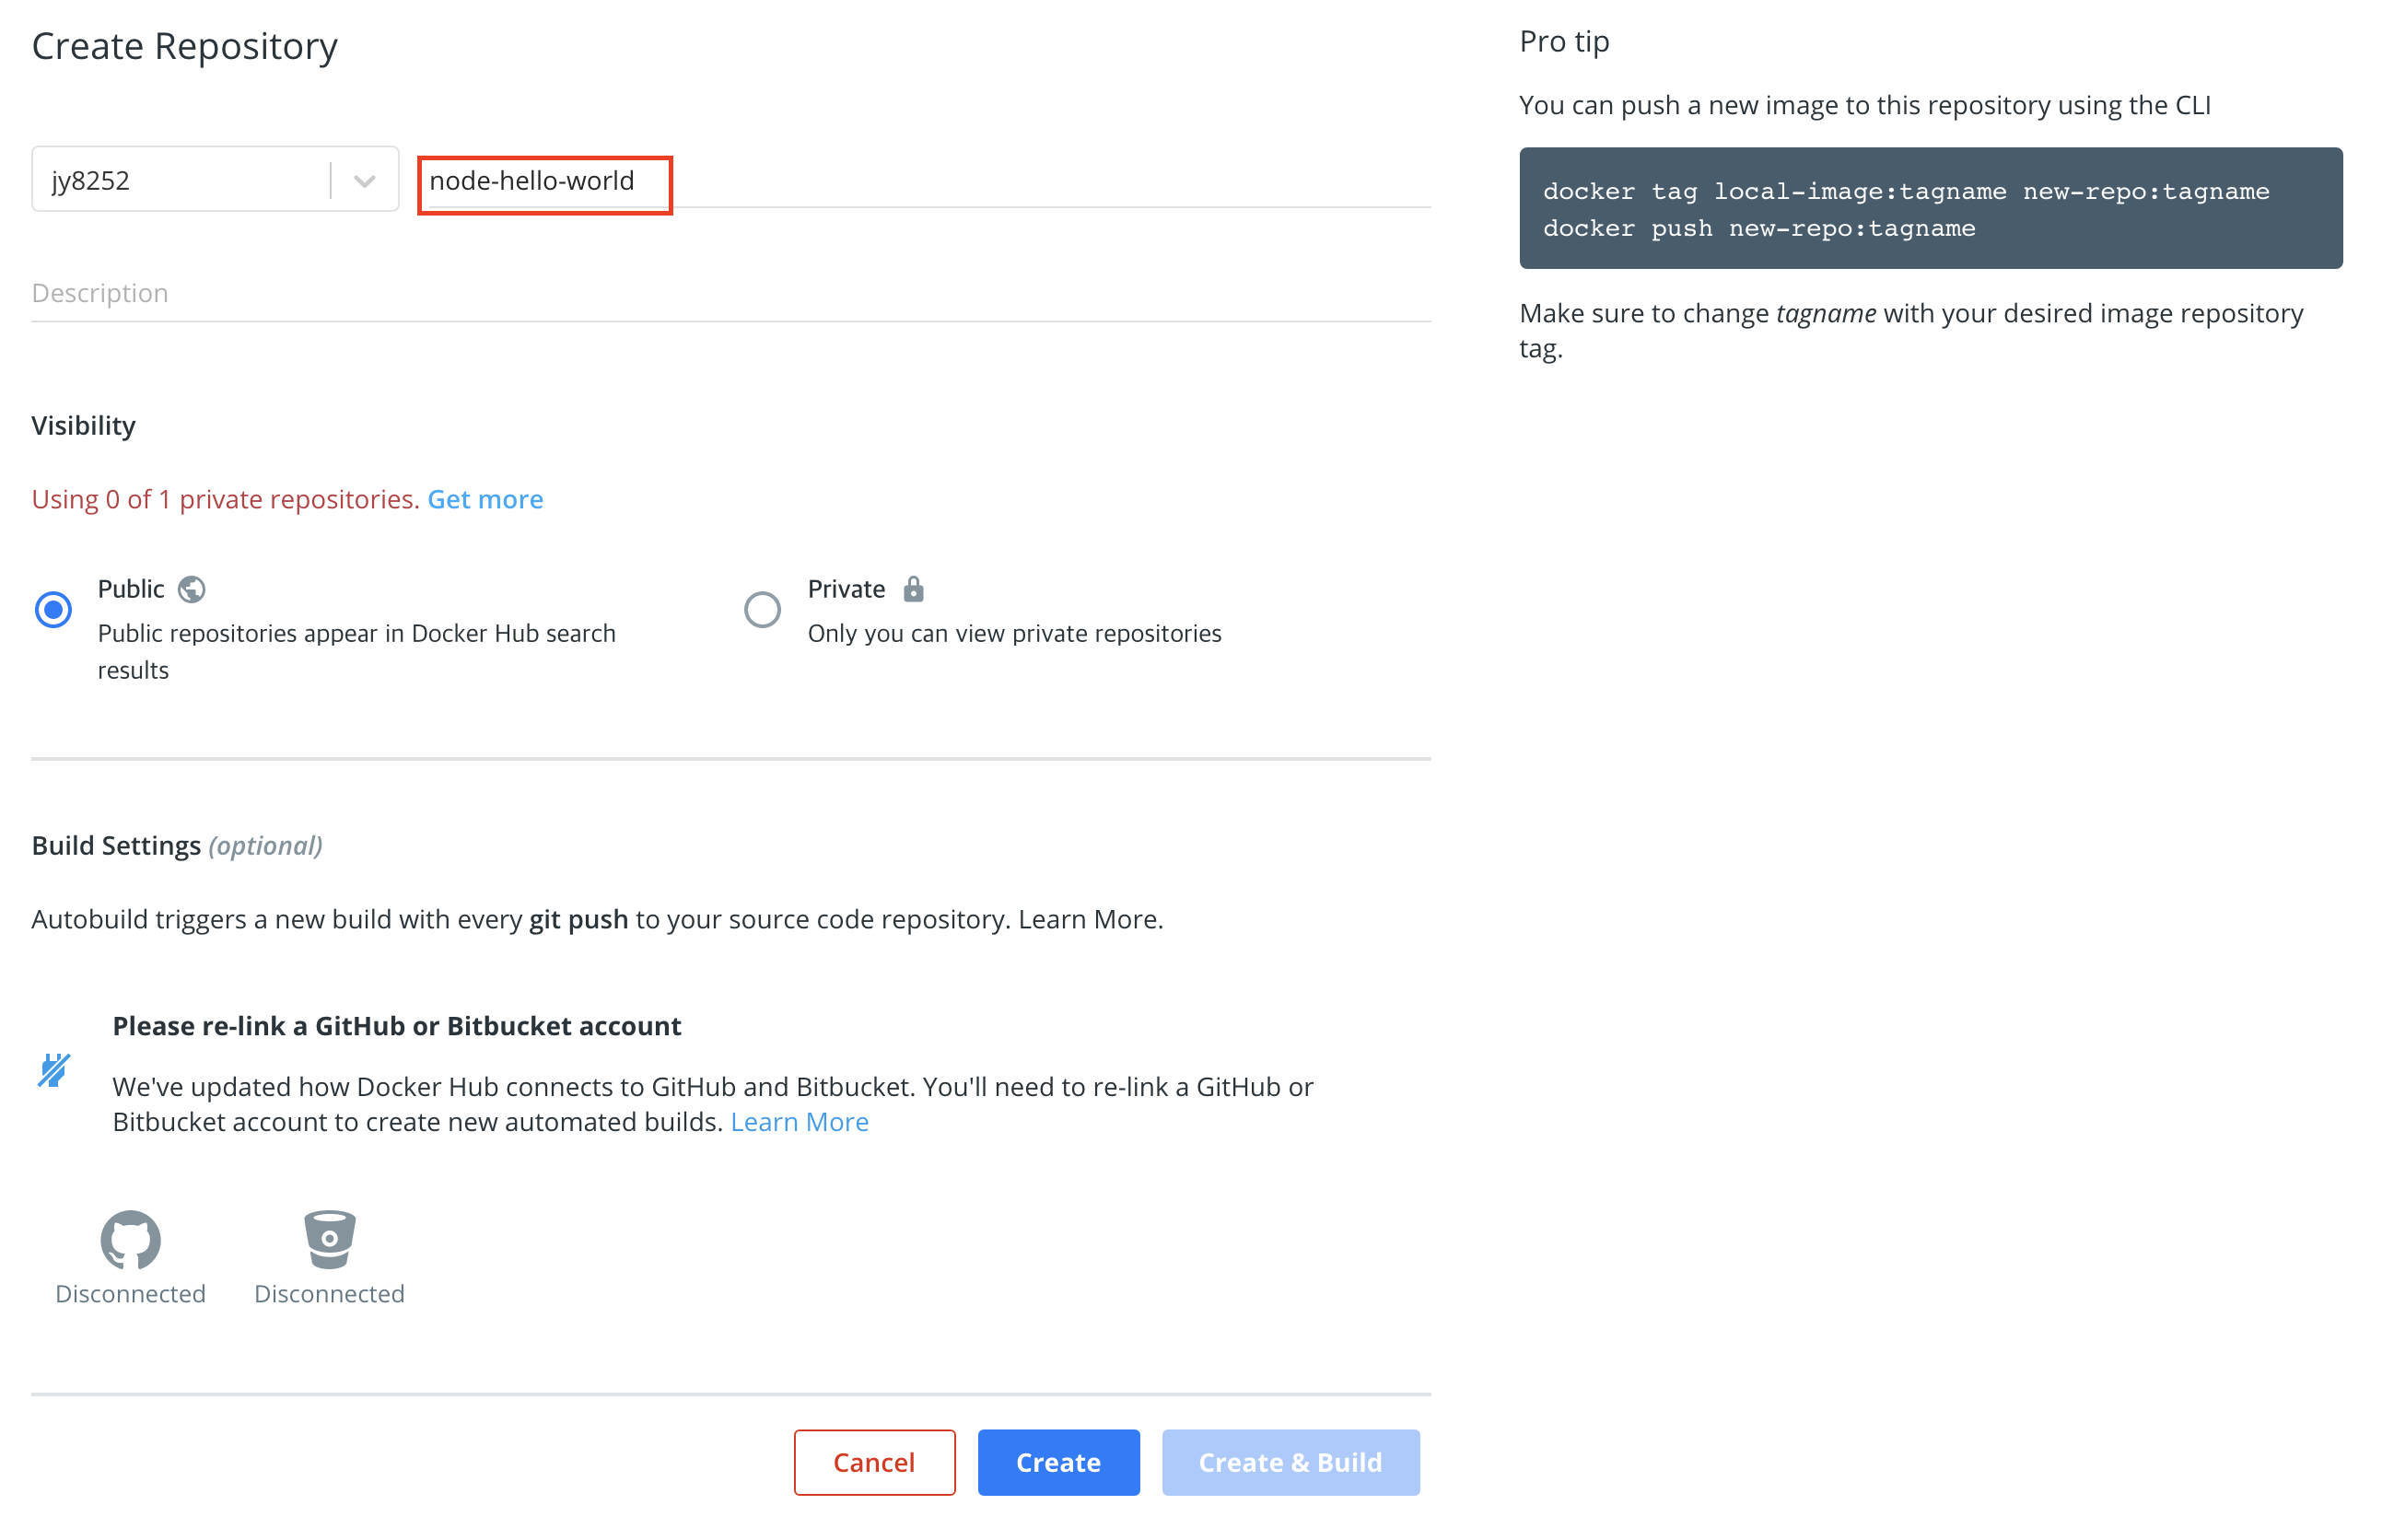 Create Repository
jy8252
node-hello-world
Description
Visibility
Using 0 of 1 private repositories. Get more
Public
Public repositories appear in Docker Hub search
results
Private
Only you can view private repositories
Build Settings (optional)
Autobuild triggers a new build with every git push to your source code repository. Learn More.
Please re-link a GitHub or Bitbucket account
We've updated how Docker Hub connects to GitHub and Bitbucket. You'll need to re-link a GitHub or
Bitbucket account to create new automated builds. Learn More
Disconnected
Disconnected
Cancel
Create
Create & Build
Pro tip
You can push a new image to this repository using the CLI
docker tag local-image:tagname new-repo:tagname
docker push new-repo:tagname
Make sure to change tagname with your desired image repository
tag.